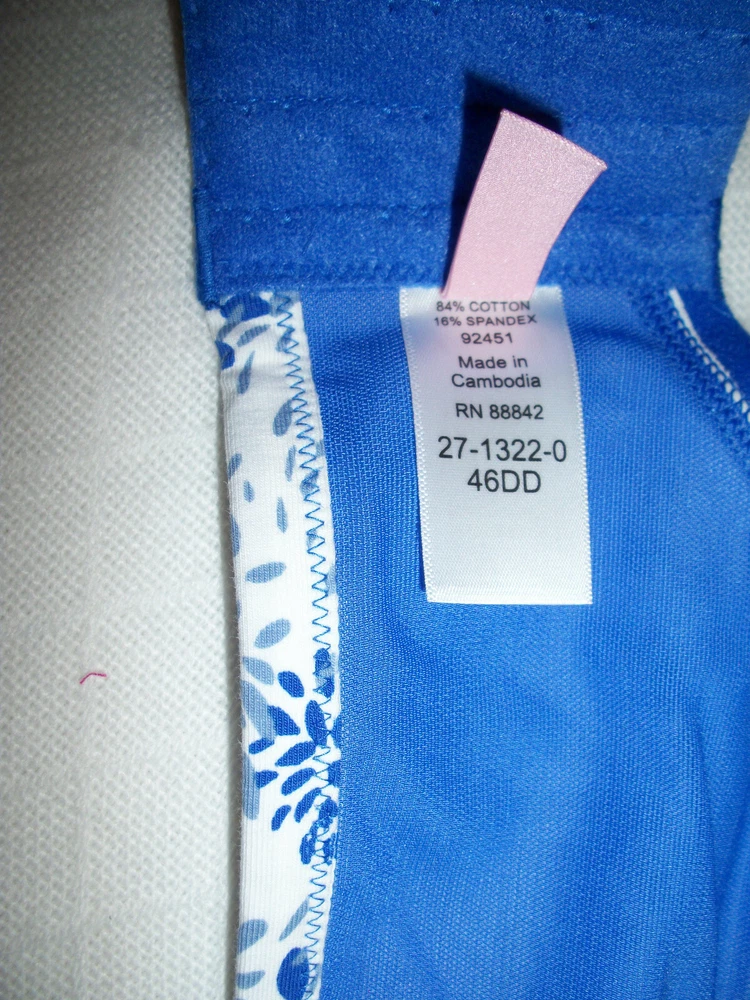 84% COTTON
16% SPANDEX
92451
Made in
Cambodia
RN 88842
27-1322-0
46DD